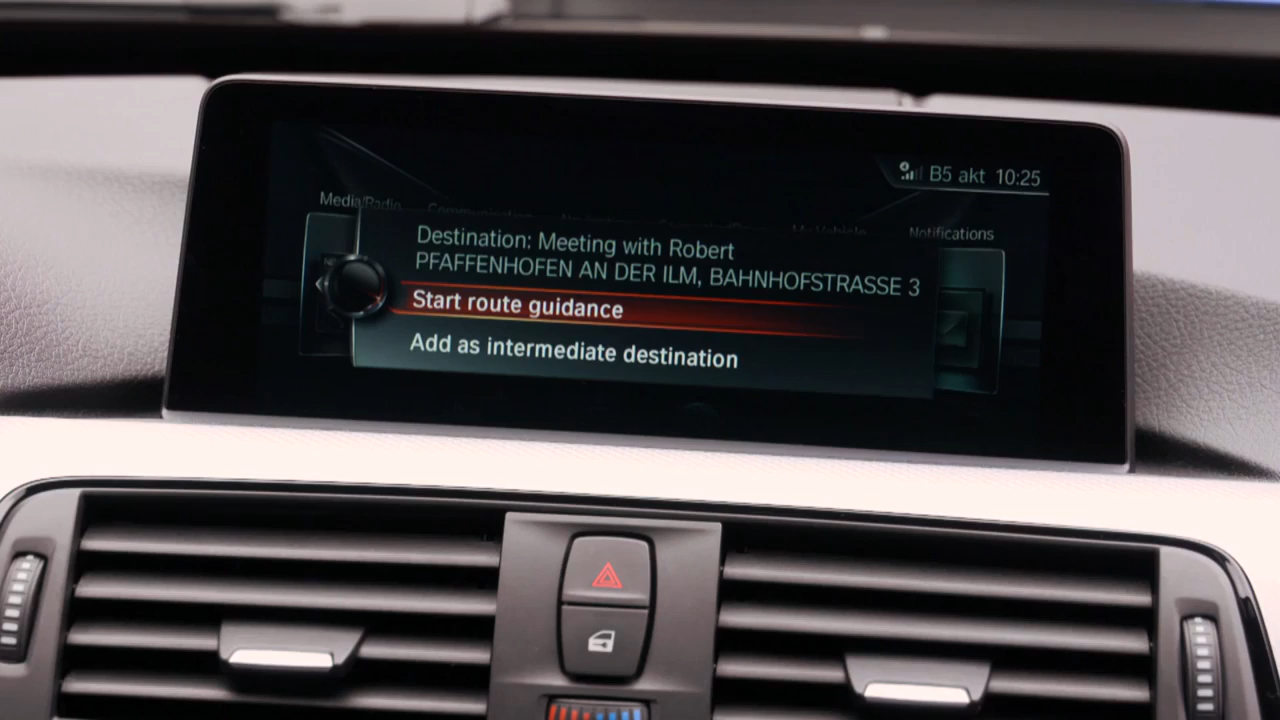 B5 akt 10:25
Media/Radio
Notifications
Destination: Meeting with Robert
PFAFFENHOFEN AN DER ILM, BAHNHOFSTRASSE 3
Start route guidance
Add as intermediate destination